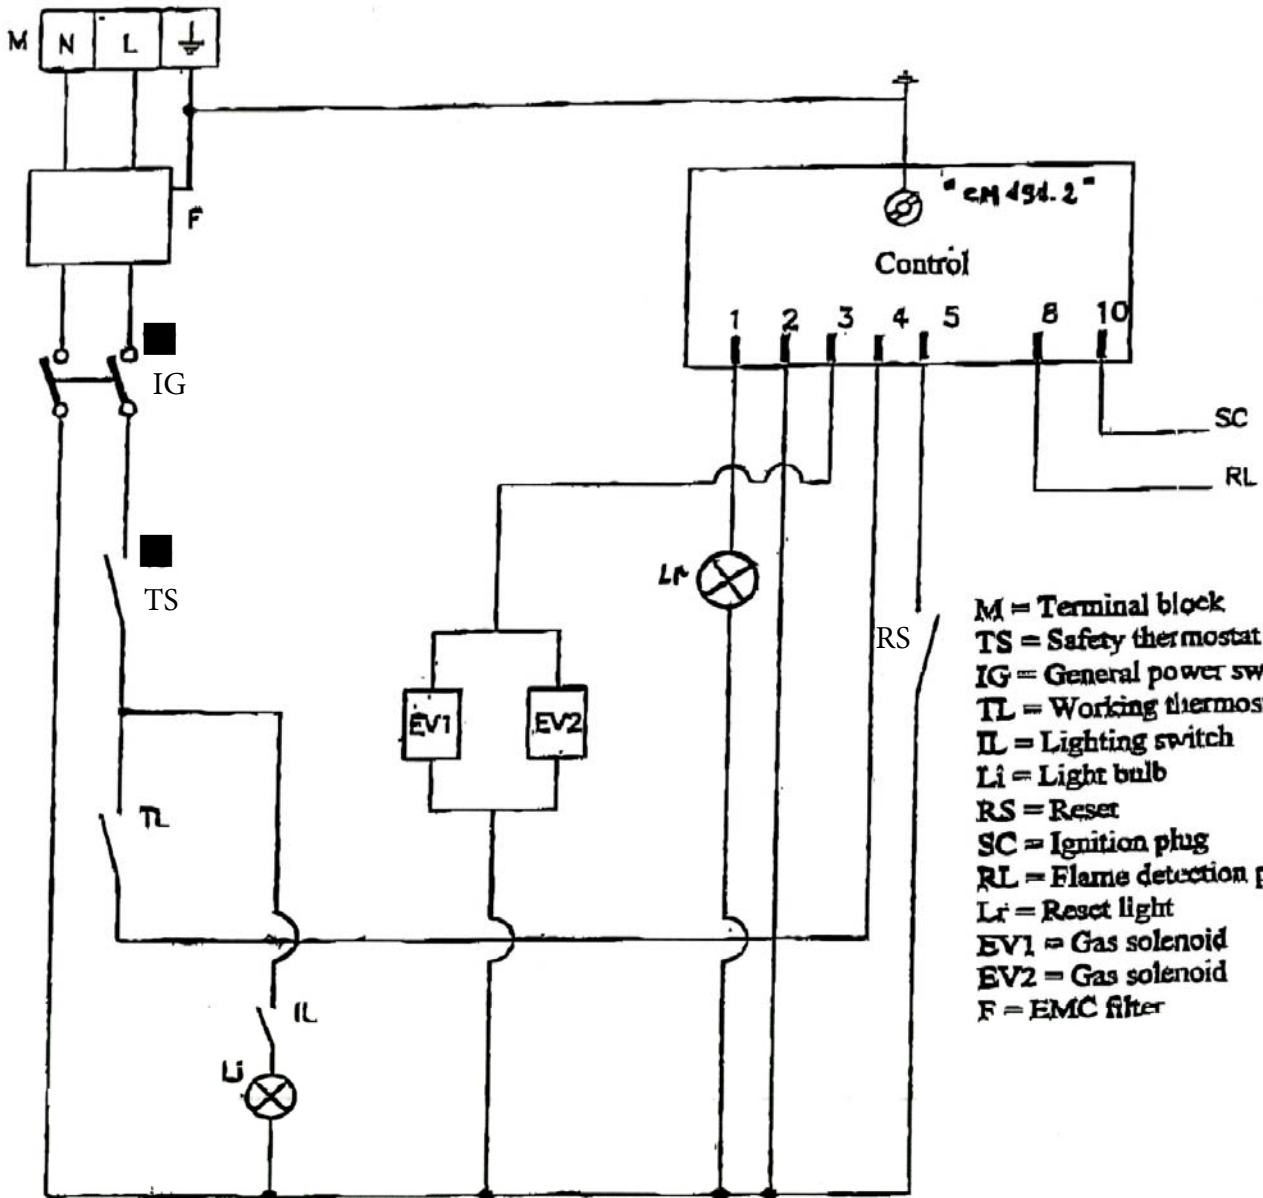 M N L
F
"CM 191.2"
Control
1 2 3 4 5 8 10
IG
SC
RL
TS
Lr
RS
EV1 EV2
TL
IL
Li
M = Terminal block
TS = Safety thermostat
IG = General power sw
TL = Working thermos
IL = Lighting switch
Li = Light bulb
RS = Reset
SC = Ignition plug
RL = Flame detection p
Lr = Reset light
EV1 = Gas solenoid
EV2 = Gas solenoid
F = EMC filter